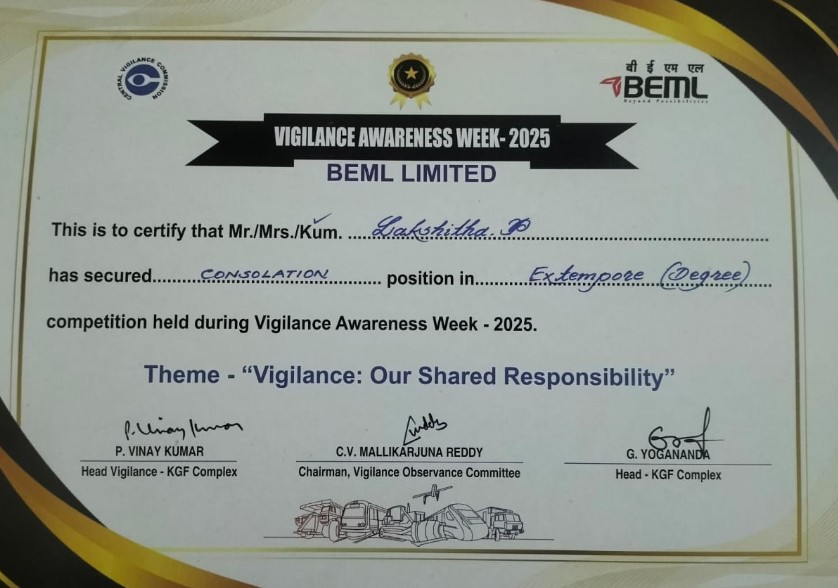 CENTRAL VIGILANCE COMMISSION
बी ई एम एल
BEML
Beyond Possibilities
VIGILANCE AWARENESS WEEK- 2025
BEML LIMITED
This is to certify that Mr./Mrs./Kum. ....Lakshitha. P
has secured....CONSOLATION.... position in....Extempore (Degree)
competition held during Vigilance Awareness Week - 2025.
Theme - “Vigilance: Our Shared Responsibility”
P. Vinay Kumar
P. VINAY KUMAR
Head Vigilance - KGF Complex
C.V. MALLIKARJUNA REDDY
Chairman, Vigilance Observance Committee
G. YOGANANDA
Head - KGF Complex